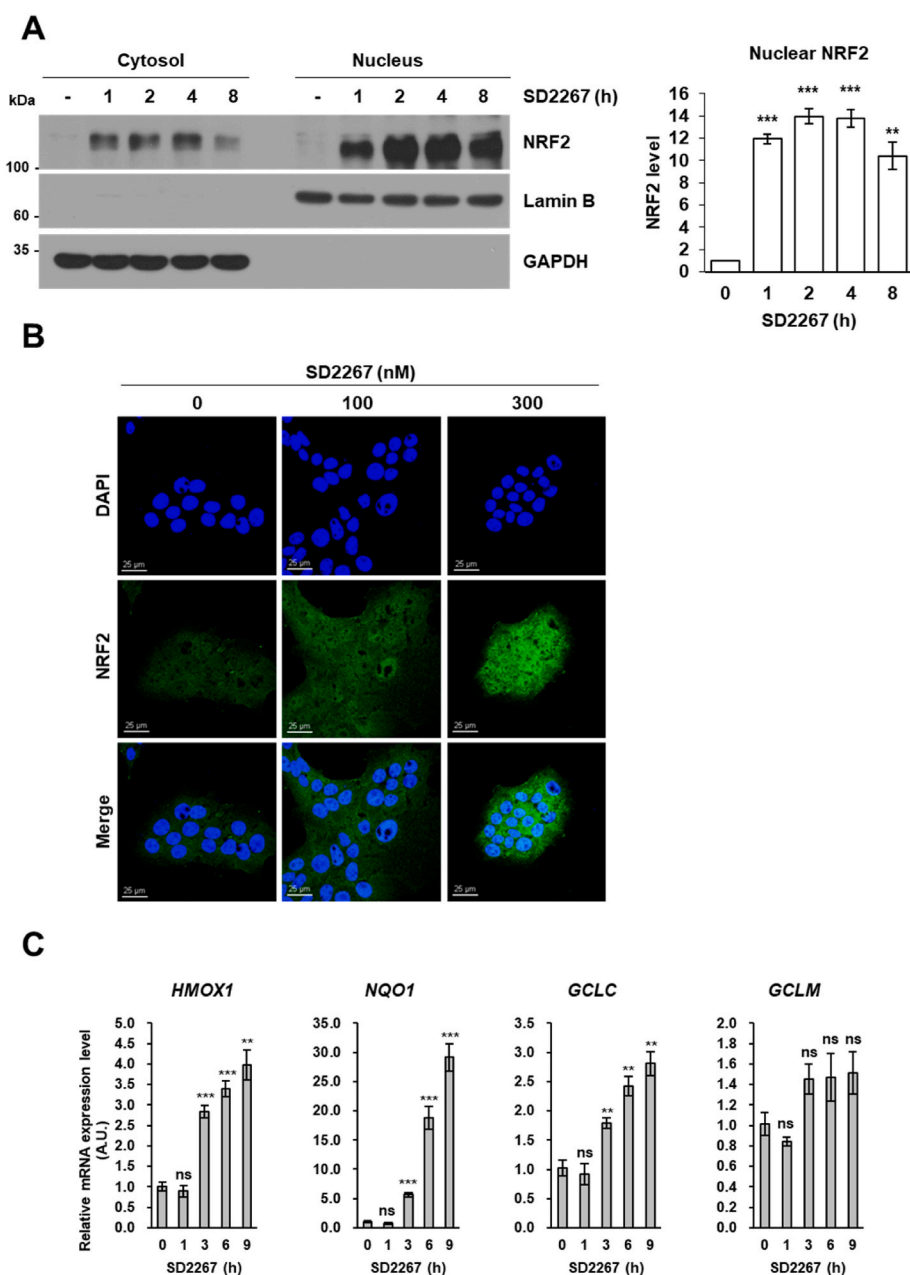 A
Cytosol Nucleus
kDa - 1 2 4 8 - 1 2 4 8 SD2267 (h)
NRF2
100 -
Lamin B
60 -
35 -
GAPDH
Nuclear NRF2
NRF2 level
16
14
12
10
8
6
4
2
0
*** *** *** **
0 1 2 4 8
SD2267 (h)
B
SD2267 (nM)
0 100 300
DAPI
25 µm 25 µm 25 µm
NRF2
25 µm 25 µm 25 µm
Merge
25 µm 25 µm 25 µm
C
Relative mRNA expression level
(A.U.)
HMOX1
5.0
4.5
4.0
3.5
3.0
2.5
2.0
1.5
1.0
0.5
0.0
ns *** *** **
0 1 3 6 9
SD2267 (h)
NQO1
35.0
30.0
25.0
20.0
15.0
10.0
5.0
0.0
ns *** *** ***
0 1 3 6 9
SD2267 (h)
GCLC
3.5
3.0
2.5
2.0
1.5
1.0
0.5
0.0
ns ** ** **
0 1 3 6 9
SD2267 (h)
GCLM
2.0
1.8
1.6
1.4
1.2
1.0
0.8
0.6
0.4
0.2
0.0
ns ns ns ns
0 1 3 6 9
SD2267 (h)